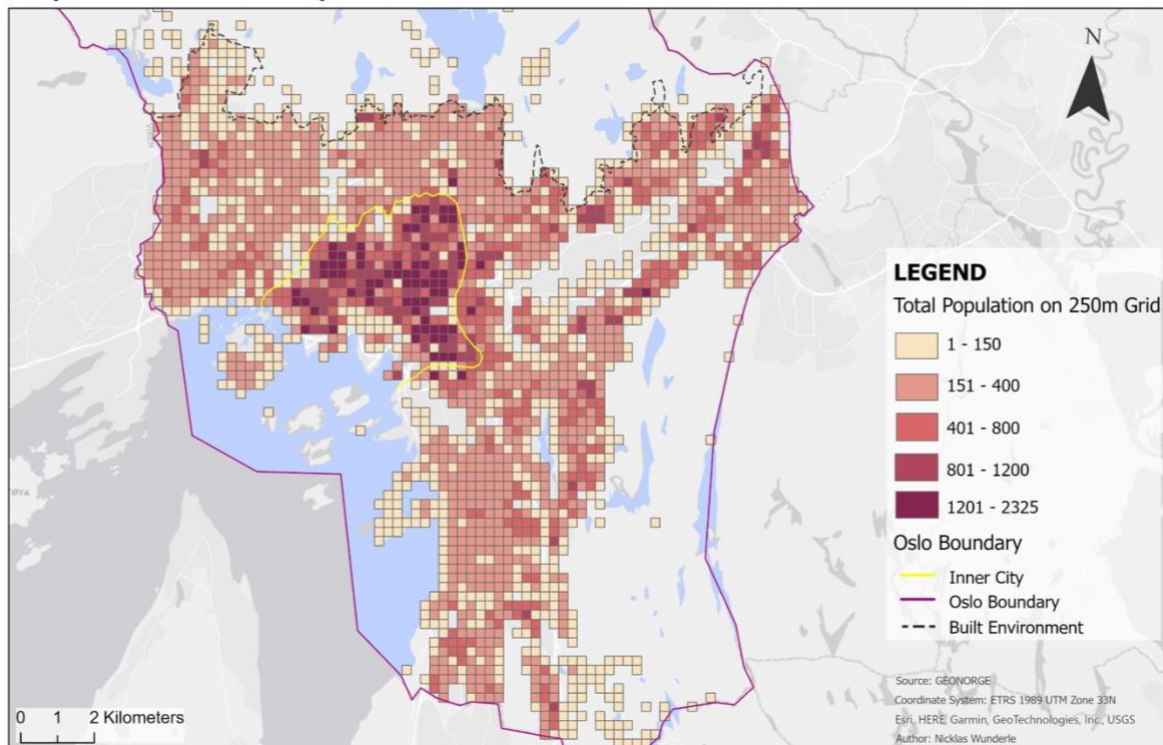 N
LEGEND
Total Population on 250m Grid
1 - 150
151 - 400
401 - 800
801 - 1200
1201 - 2325
Oslo Boundary
Inner City
Oslo Boundary
Built Environment
Source: GEONORGE
Coordinate System: ETRS 1989 UTM Zone 33N
Esri, HERE, Garmin, GeoTechnologies, Inc., USGS
Author: Nicklas Wunderle
0 1 2 Kilometers